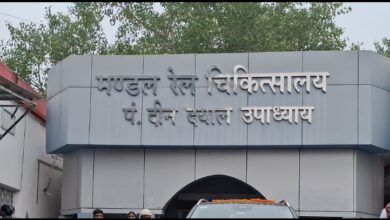 मण्डल रेल चिकित्सालय
पं. दीन दयाल उपाध्याय